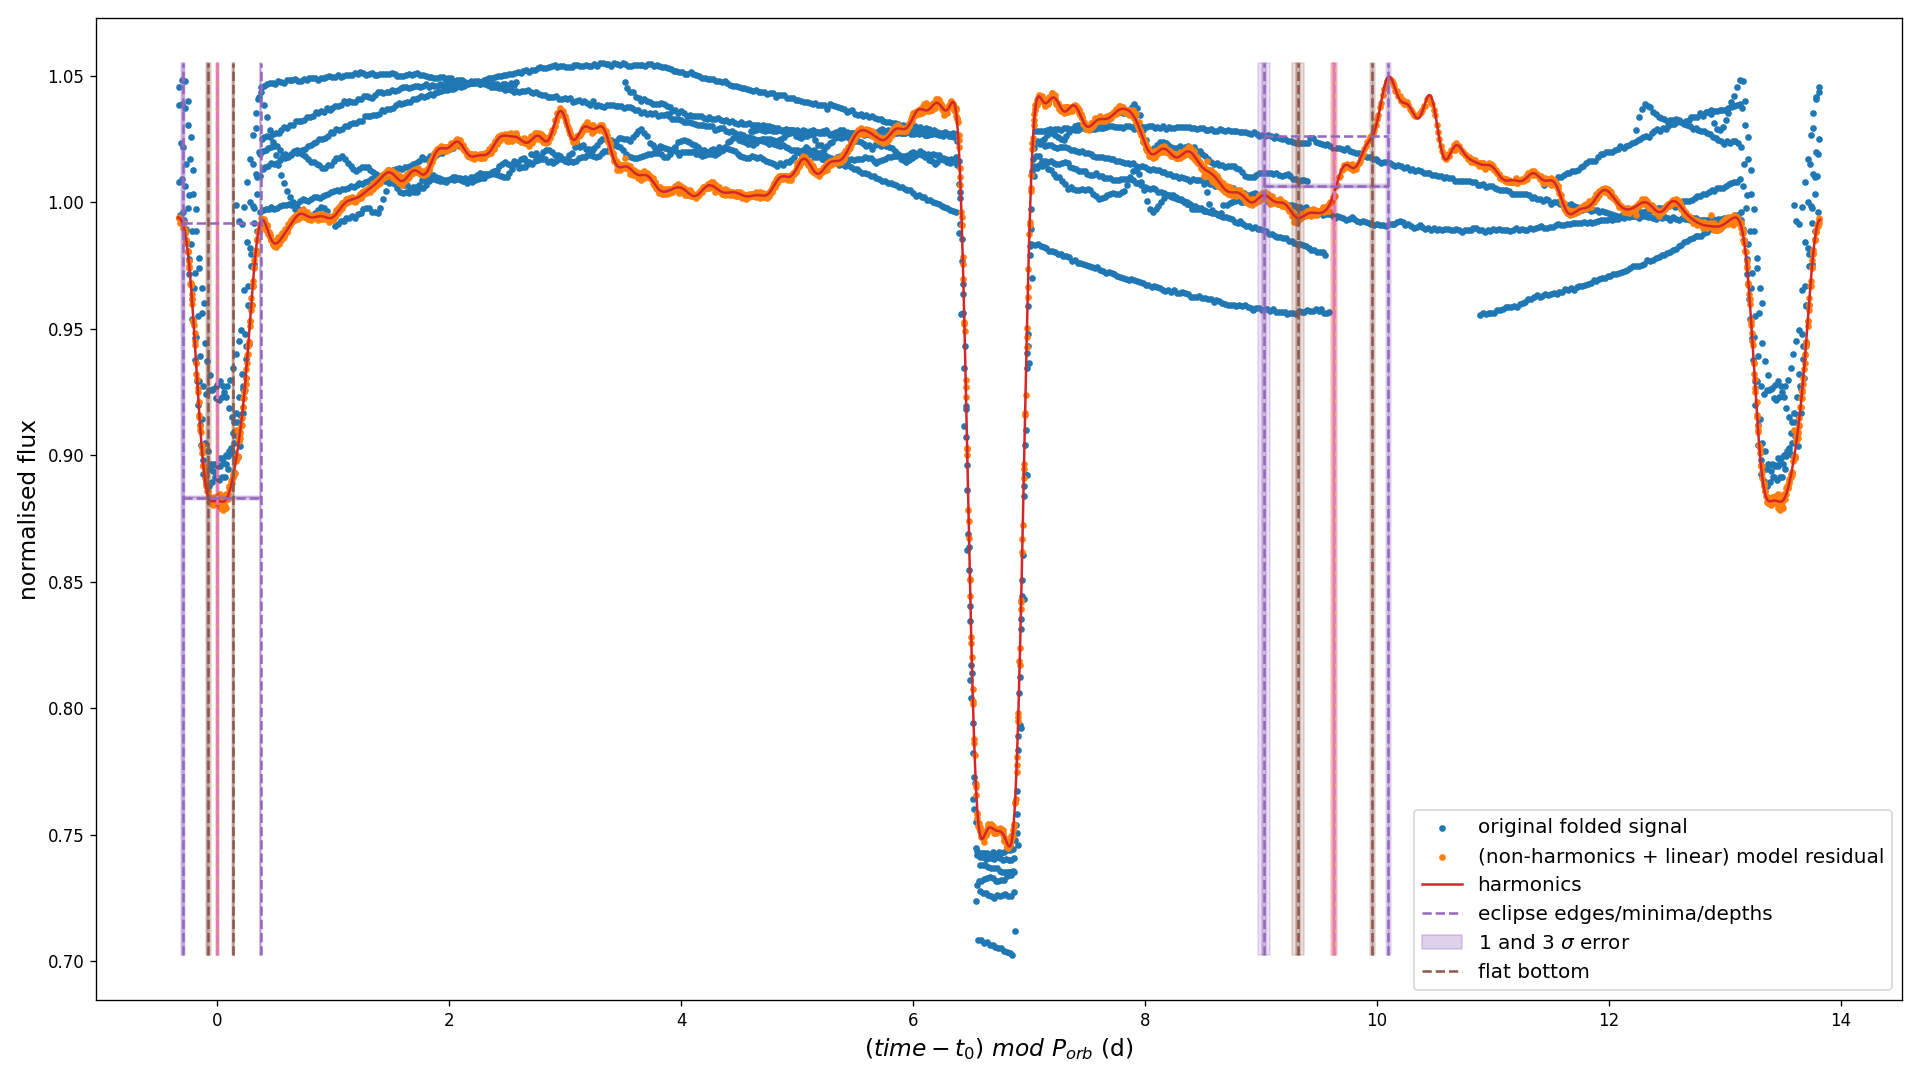 1.05
1.00
0.95
0.90
0.85
0.80
0.75
0.70
normalised flux
0 2 4 6 8 10 12 14
(time − t₀) mod P_orb (d)
original folded signal
(non-harmonics + linear) model residual
harmonics
eclipse edges/minima/depths
1 and 3 σ error
flat bottom